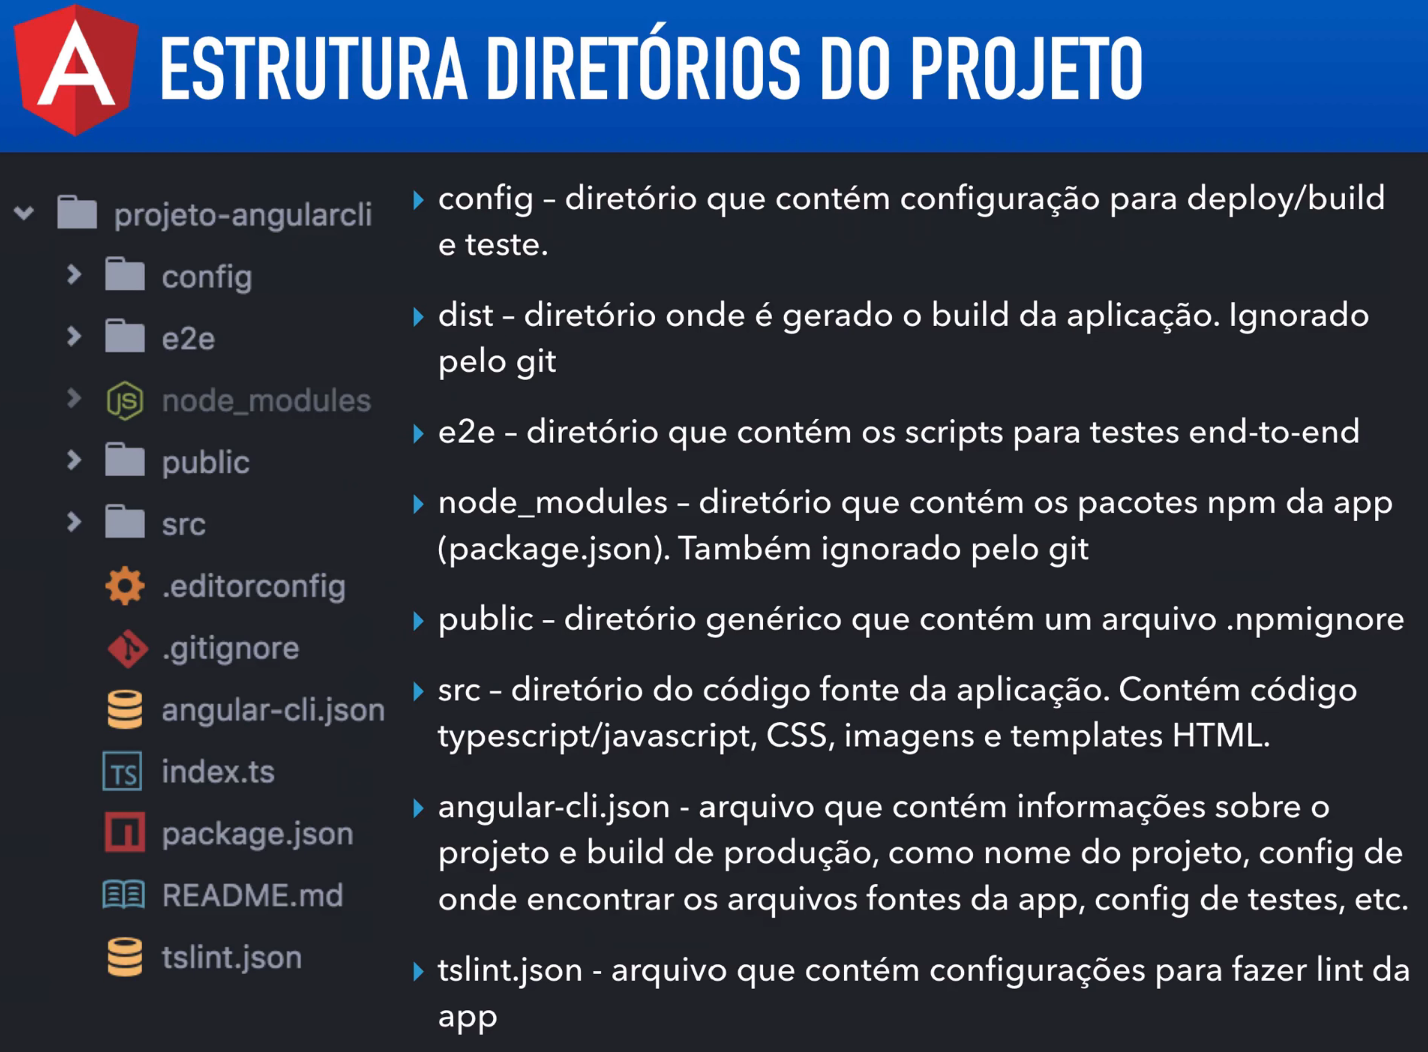 ESTRUTURA DIRETÓRIOS DO PROJETO
projeto-angularcli
config
e2e
node_modules
public
src
.editorconfig
.gitignore
angular-cli.json
index.ts
package.json
README.md
tslint.json
config – diretório que contém configuração para deploy/build
e teste.
dist – diretório onde é gerado o build da aplicação. Ignorado
pelo git
e2e – diretório que contém os scripts para testes end-to-end
node_modules – diretório que contém os pacotes npm da app
(package.json). Também ignorado pelo git
public – diretório genérico que contém um arquivo .npmignore
src – diretório do código fonte da aplicação. Contém código
typescript/javascript, CSS, imagens e templates HTML.
angular-cli.json - arquivo que contém informações sobre o
projeto e build de produção, como nome do projeto, config de
onde encontrar os arquivos fontes da app, config de testes, etc.
tslint.json - arquivo que contém configurações para fazer lint da
app